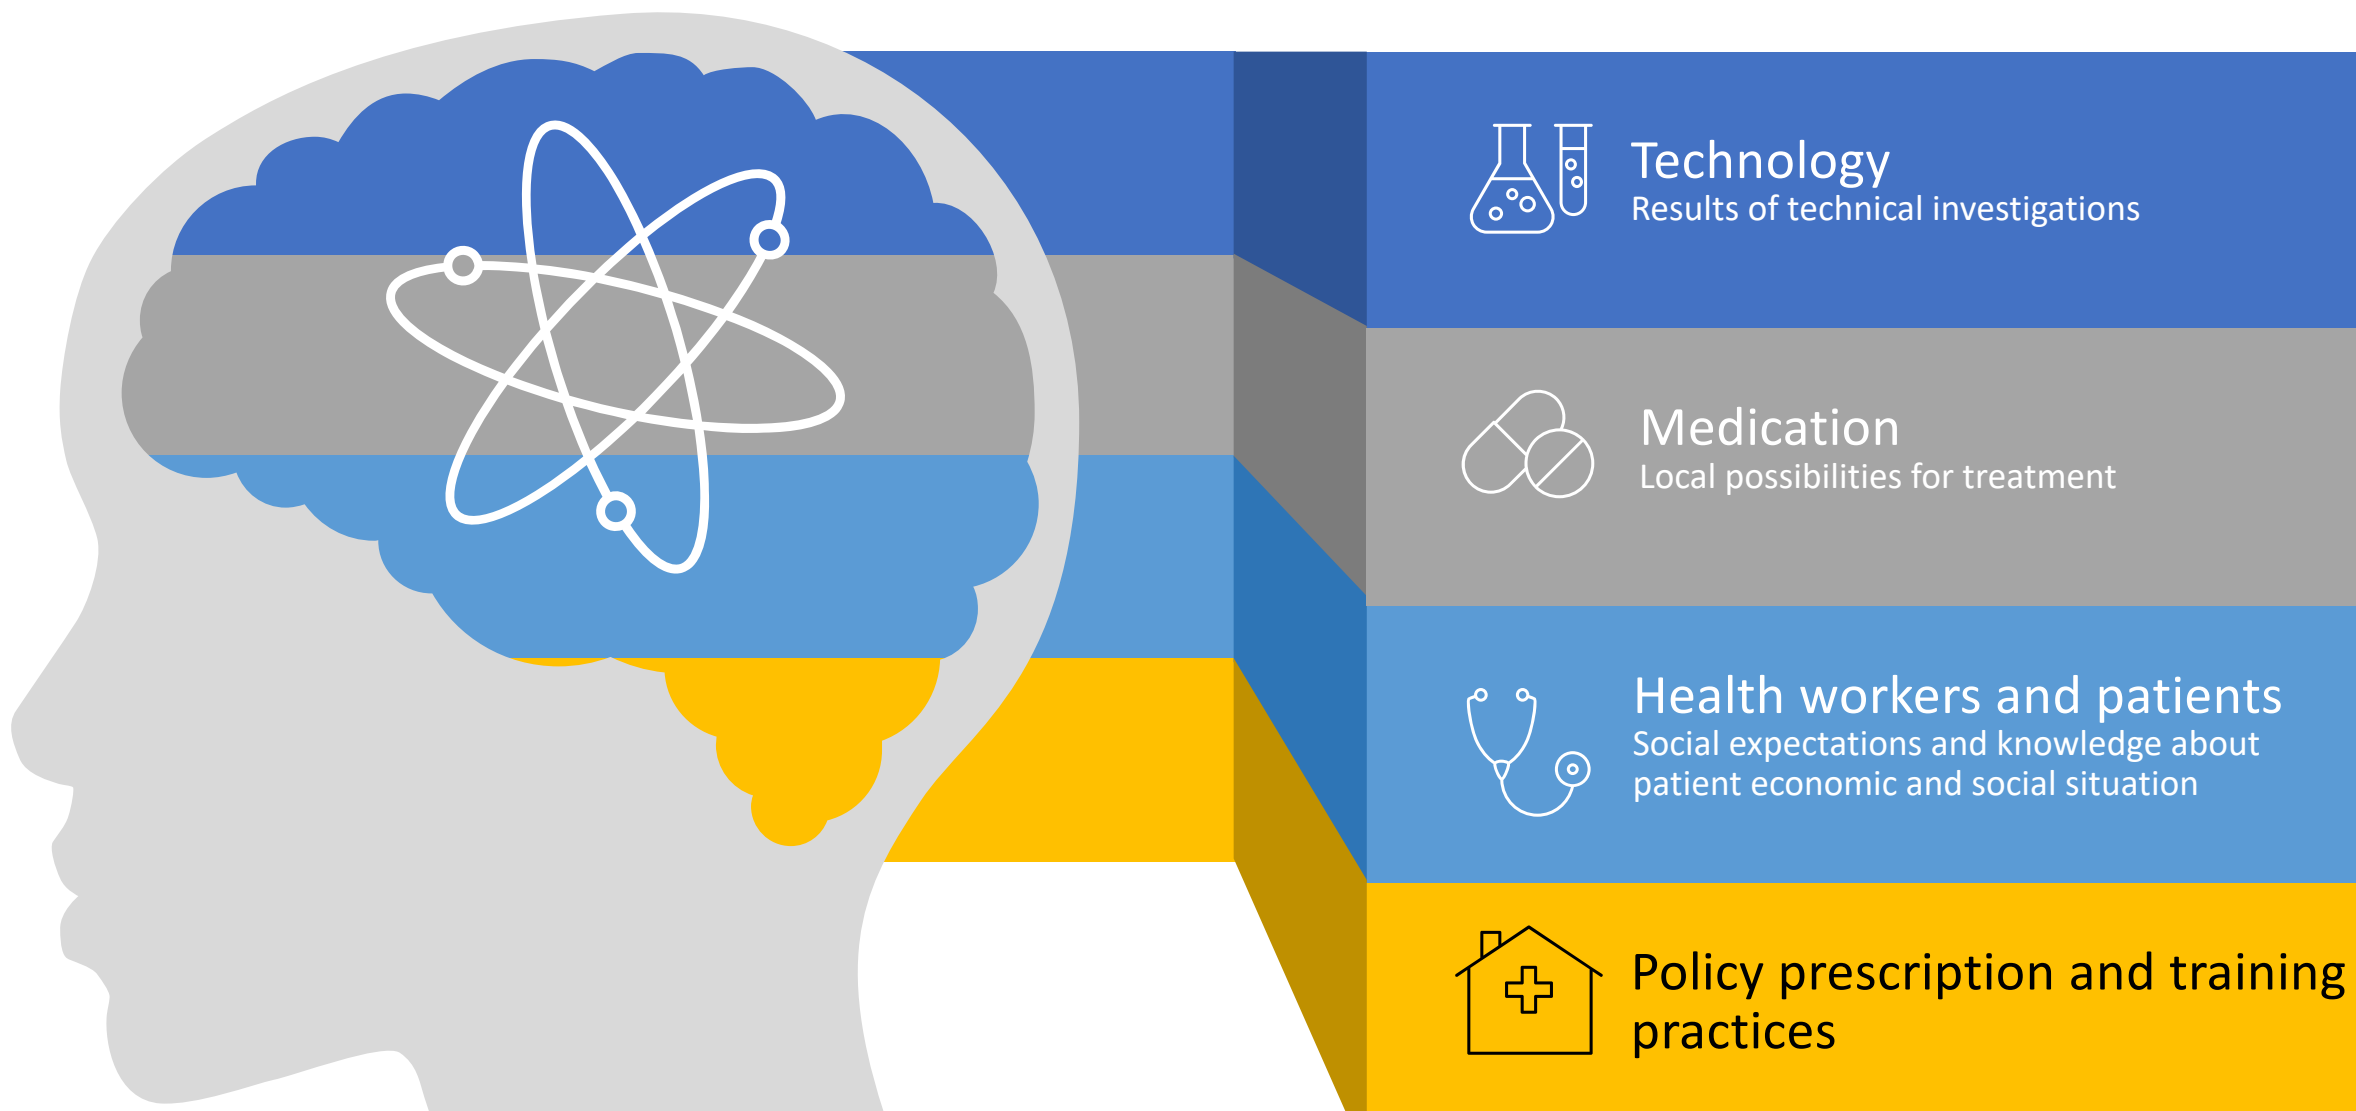 Technology
Results of technical investigations
Medication
Local possibilities for treatment
Health workers and patients
Social expectations and knowledge about
patient economic and social situation
Policy prescription and training
practices